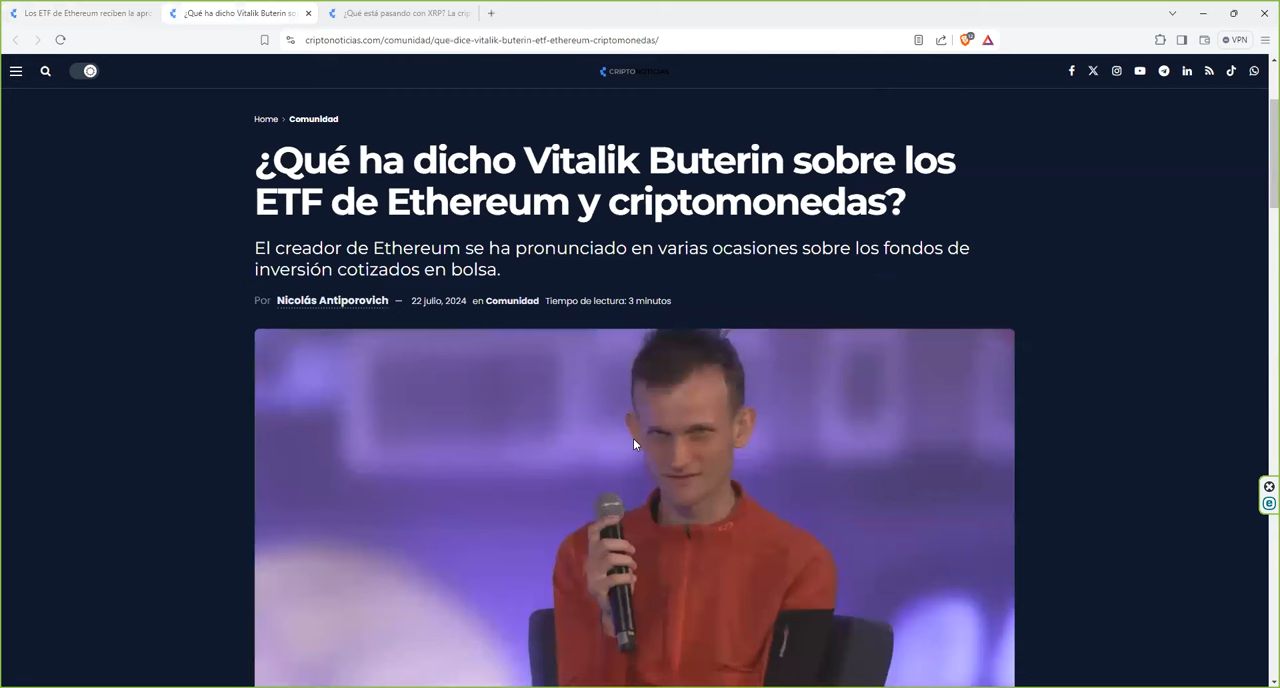 Los ETF de Ethereum reciben la apro
¿Qué ha dicho Vitalik Buterin so
¿Qué está pasando con XRP? La crip
criptonoticias.com/comunidad/que-dice-vitalik-buterin-etf-ethereum-criptomonedas/
VPN
CRIPTONOTICIAS
Home > Comunidad
¿Qué ha dicho Vitalik Buterin sobre los
ETF de Ethereum y criptomonedas?
El creador de Ethereum se ha pronunciado en varias ocasiones sobre los fondos de
inversión cotizados en bolsa.
Por Nicolás Antiporovich — 22 julio, 2024 en Comunidad Tiempo de lectura: 3 minutos